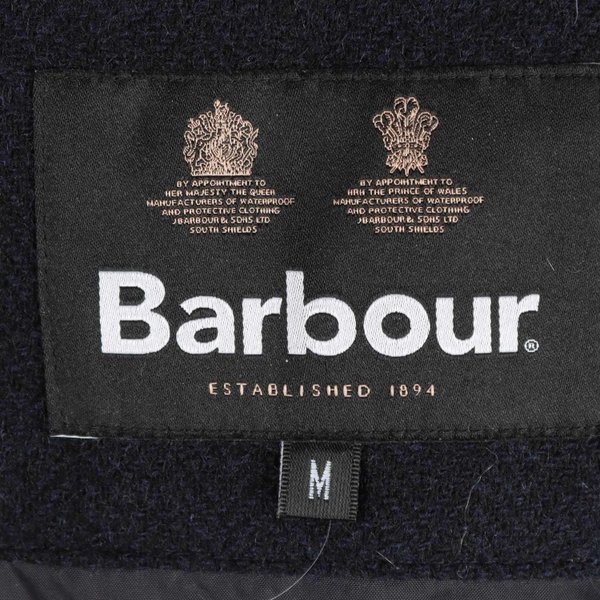 BY APPOINTMENT TO
HER MAJESTY THE QUEEN
MANUFACTURERS OF WATERPROOF
AND PROTECTIVE CLOTHING
J BARBOUR & SONS LTD
SOUTH SHIELDS
BY APPOINTMENT TO
HRH THE PRINCE OF WALES
MANUFACTURERS OF WATERPROOF
AND PROTECTIVE CLOTHING
J BARBOUR & SONS LTD
SOUTH SHIELDS
Barbour®
ESTABLISHED 1894
M